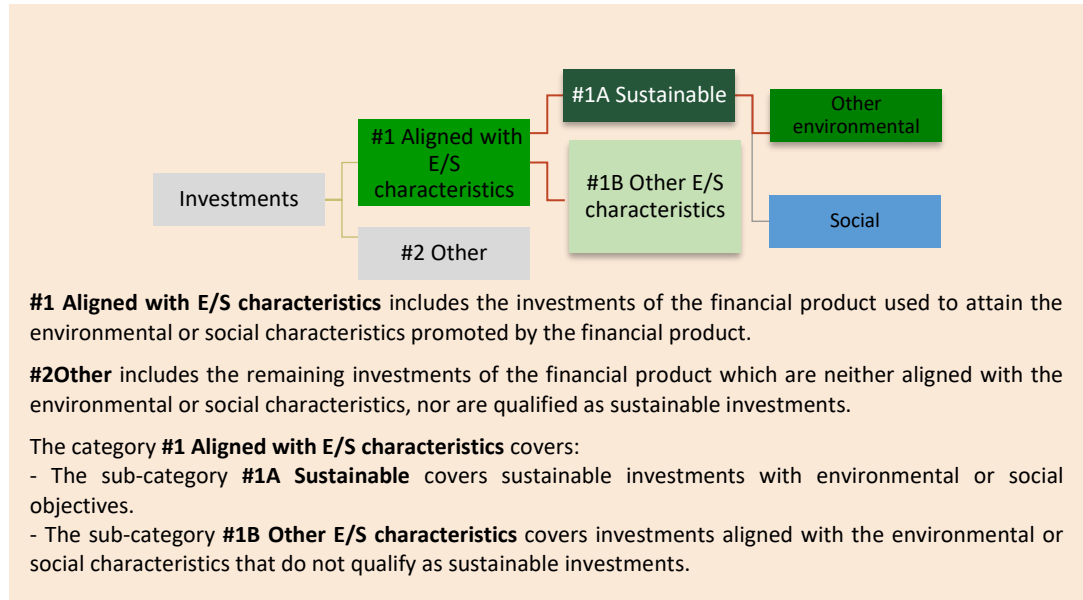 #1A Sustainable
Other
environmental
#1 Aligned with
E/S
characteristics
#1B Other E/S
characteristics
Investments
Social
#2 Other
#1 Aligned with E/S characteristics includes the investments of the financial product used to attain the
environmental or social characteristics promoted by the financial product.
#2Other includes the remaining investments of the financial product which are neither aligned with the
environmental or social characteristics, nor are qualified as sustainable investments.
The category #1 Aligned with E/S characteristics covers:
- The sub-category #1A Sustainable covers sustainable investments with environmental or social
objectives.
- The sub-category #1B Other E/S characteristics covers investments aligned with the environmental or
social characteristics that do not qualify as sustainable investments.